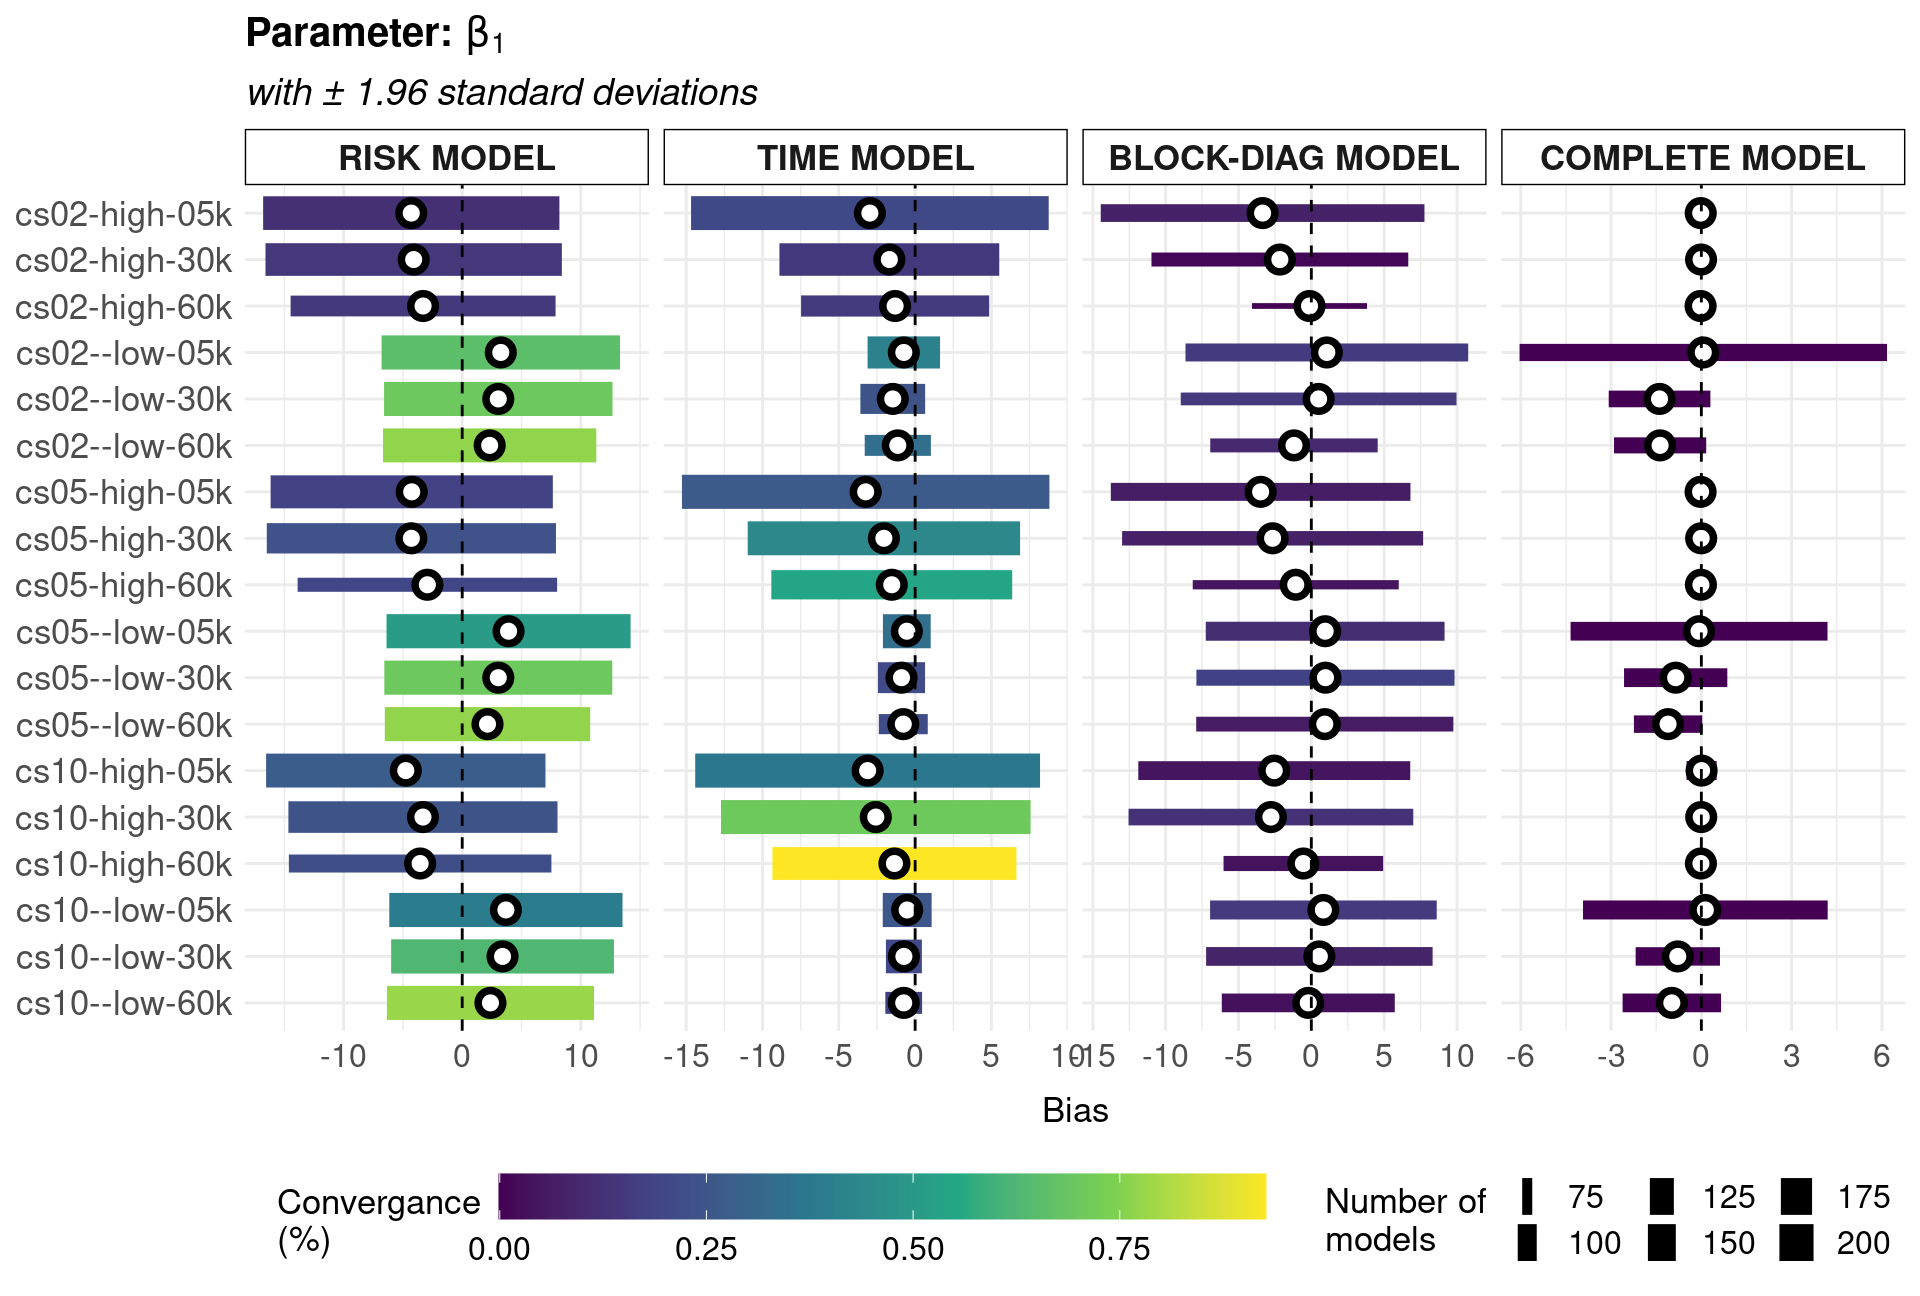 Parameter: β₁
with ± 1.96 standard deviations
RISK MODEL TIME MODEL BLOCK-DIAG MODEL COMPLETE MODEL
cs02-high-05k
cs02-high-30k
cs02-high-60k
cs02--low-05k
cs02--low-30k
cs02--low-60k
cs05-high-05k
cs05-high-30k
cs05-high-60k
cs05--low-05k
cs05--low-30k
cs05--low-60k
cs10-high-05k
cs10-high-30k
cs10-high-60k
cs10--low-05k
cs10--low-30k
cs10--low-60k
-10 0 10 -15 -10 -5 0 5 10 -15 -10 -5 0 5 10 -6 -3 0 3 6
Bias
Convergance
(%)
0.00 0.25 0.50 0.75
Number of
models
75 125 175
100 150 200